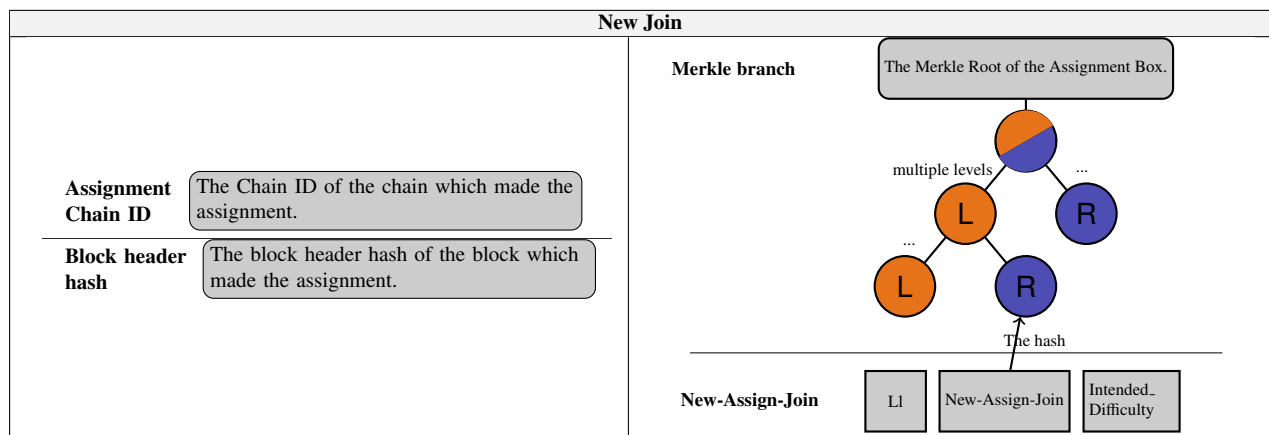 New Join
Assignment
Chain ID
The Chain ID of the chain which made the
assignment.
Block header
hash
The block header hash of the block which
made the assignment.
Merkle branch
The Merkle Root of the Assignment Box.
multiple levels
...
L
R
...
L
R
The hash
New-Assign-Join
Ll
New-Assign-Join
Intended_
Difficulty